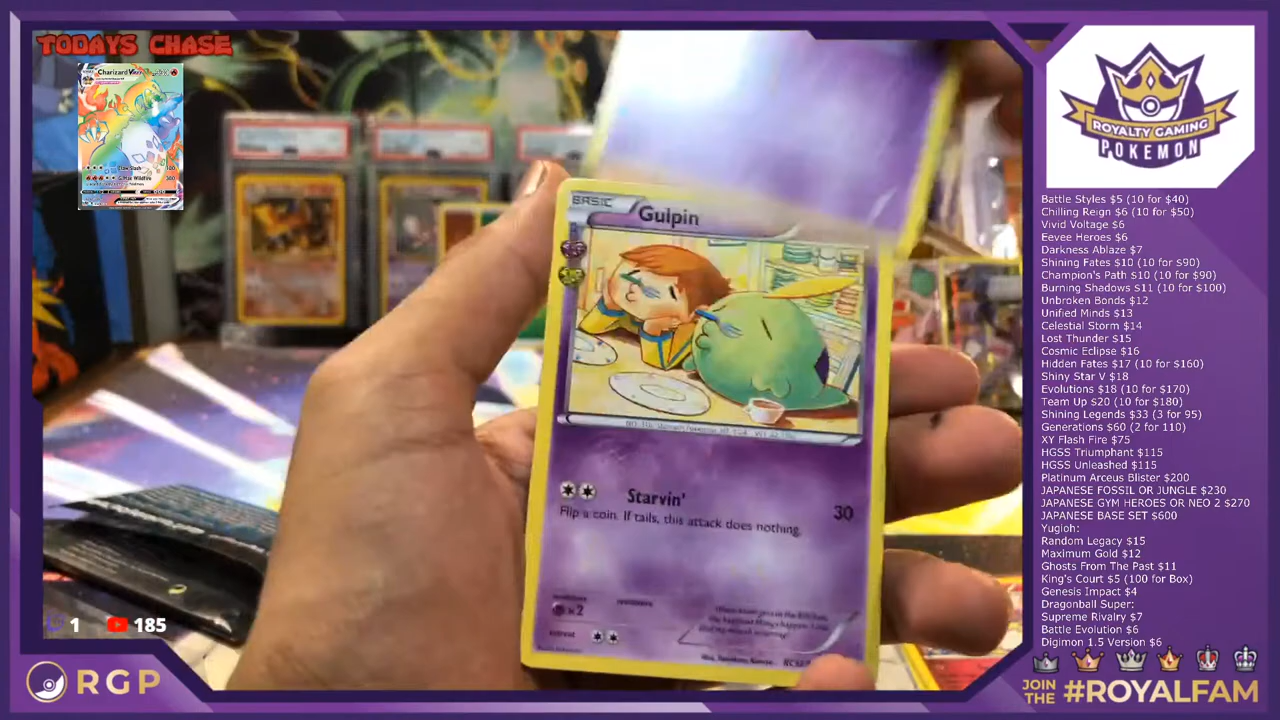 TODAYS CHASE
Charizard VMAX
Claw Slash 100
G-Max Wildfire 300
BASIC
Gulpin
Starvin' 30
Flip a coin. If tails, this attack does nothing.
×2
retreat
1
185
RGP
ROYALTY GAMING
POKEMON
Battle Styles $5 (10 for $40)
Chilling Reign $6 (10 for $50)
Vivid Voltage $6
Eevee Heroes $6
Darkness Ablaze $7
Shining Fates $10 (10 for $90)
Champion's Path $10 (10 for $90)
Burning Shadows $11 (10 for $100)
Unbroken Bonds $12
Unified Minds $13
Celestial Storm $14
Lost Thunder $15
Cosmic Eclipse $16
Hidden Fates $17 (10 for $160)
Shiny Star V $18
Evolutions $18 (10 for $170)
Team Up $20 (10 for $180)
Shining Legends $33 (3 for 95)
Generations $60 (2 for 110)
XY Flash Fire $75
HGSS Triumphant $115
HGSS Unleashed $115
Platinum Arceus Blister $200
JAPANESE FOSSIL OR JUNGLE $230
JAPANESE GYM HEROES OR NEO 2 $270
JAPANESE BASE SET $600
Yugioh:
Random Legacy $15
Maximum Gold $12
Ghosts From The Past $11
King's Court $5 (100 for Box)
Genesis Impact $4
Dragonball Super:
Supreme Rivalry $7
Battle Evolution $6
Digimon 1.5 Version $6
JOIN
THE #ROYALFAM